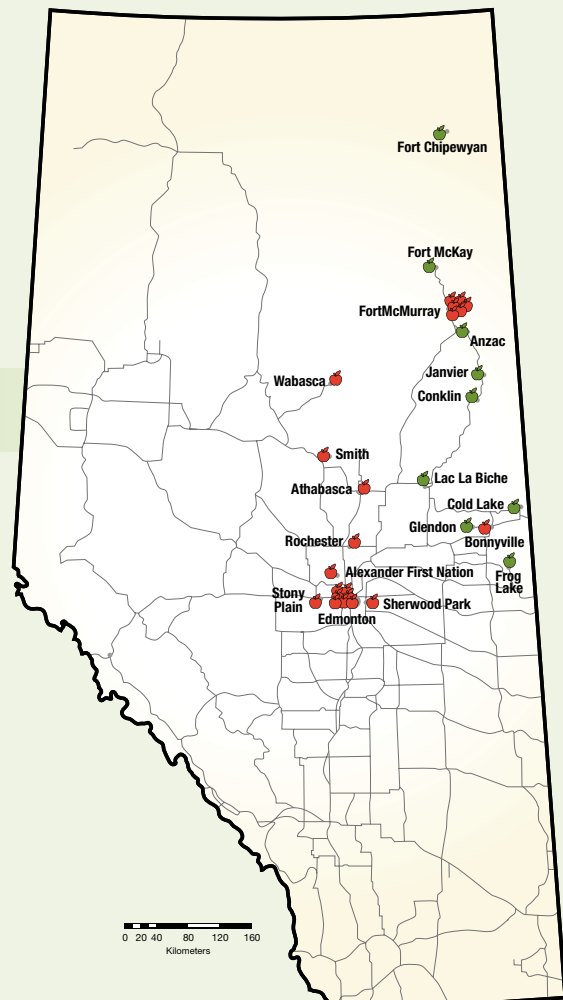 Fort Chipewyan
Fort McKay
FortMcMurray
Anzac
Janvier
Wabasca
Conklin
Smith
Lac La Biche
Athabasca
Cold Lake
Glendon
Bonnyville
Rochester
Alexander First Nation
Frog
Lake
Stony
Plain
Sherwood Park
Edmonton
0 20 40 80 120 160
Kilometers